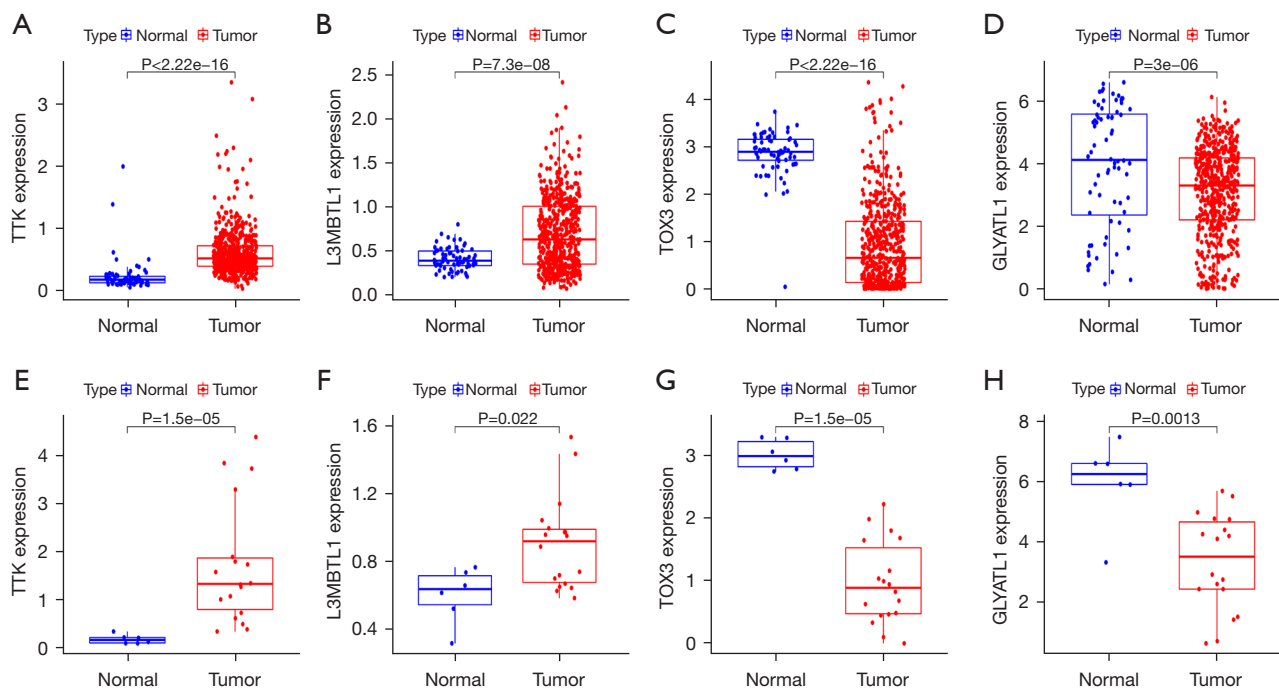 A
Type Normal Tumor
P<2.22e−16
TTK expression
3
2
1
0
Normal Tumor
B
Type Normal Tumor
P=7.3e−08
L3MBTL1 expression
2.5
2.0
1.5
1.0
0.5
0.0
Normal Tumor
C
Type Normal Tumor
P<2.22e−16
TOX3 expression
4
3
2
1
0
Normal Tumor
D
Type Normal Tumor
P=3e−06
GLYATL1 expression
6
4
2
0
Normal Tumor
E
Type Normal Tumor
P=1.5e−05
TTK expression
4
3
2
1
0
Normal Tumor
F
Type Normal Tumor
P=0.022
L3MBTL1 expression
1.6
1.2
0.8
0.4
Normal Tumor
G
Type Normal Tumor
P=1.5e−05
TOX3 expression
3
2
1
0
Normal Tumor
H
Type Normal Tumor
P=0.0013
GLYATL1 expression
8
6
4
2
Normal Tumor